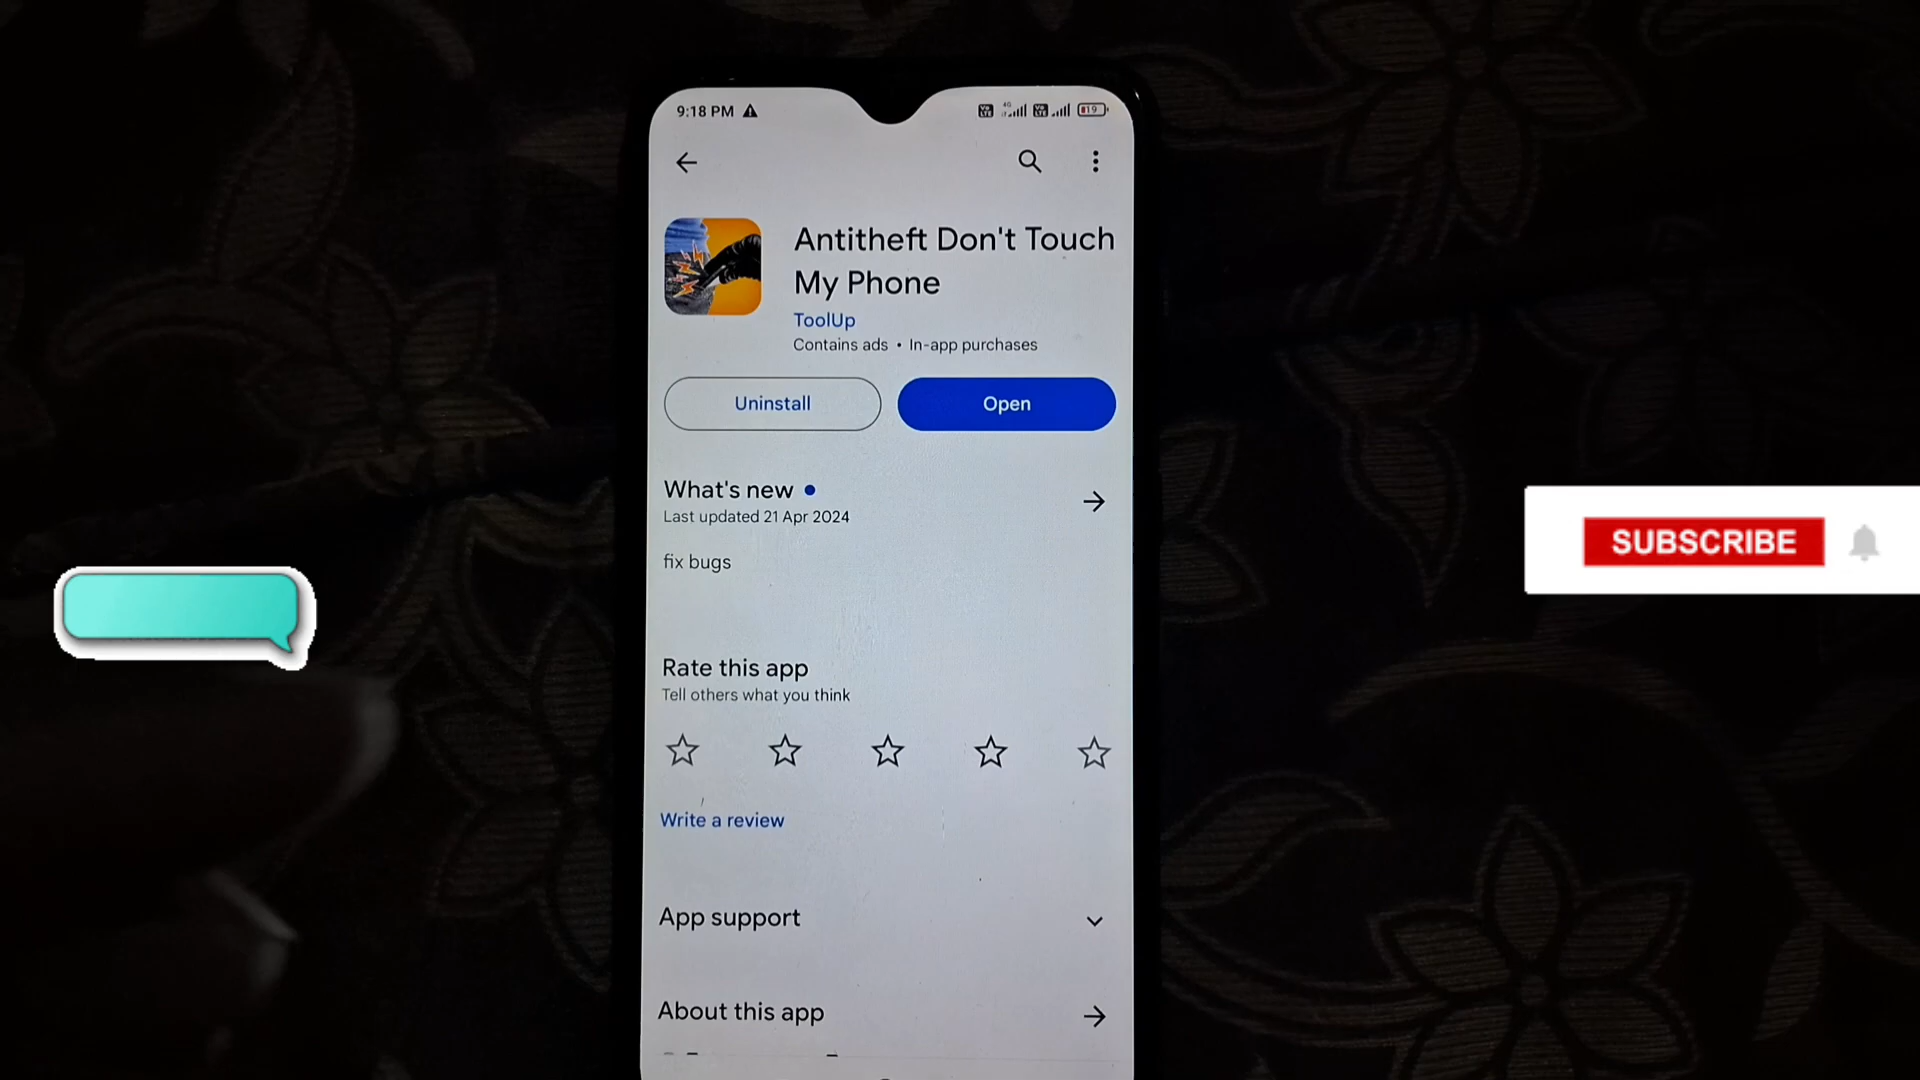 9:18 PM
19
Antitheft Don't Touch
My Phone
ToolUp
Contains ads • In-app purchases
Uninstall
Open
What's new
Last updated 21 Apr 2024
fix bugs
Rate this app
Tell others what you think
Write a review
App support
About this app
SUBSCRIBE